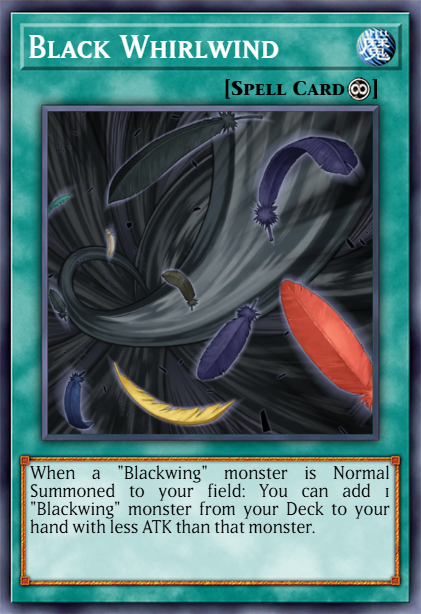 Black Whirlwind
魔
[Spell Card]
When a "Blackwing" monster is Normal
Summoned to your field: You can add 1
"Blackwing" monster from your Deck to your
hand with less ATK than that monster.